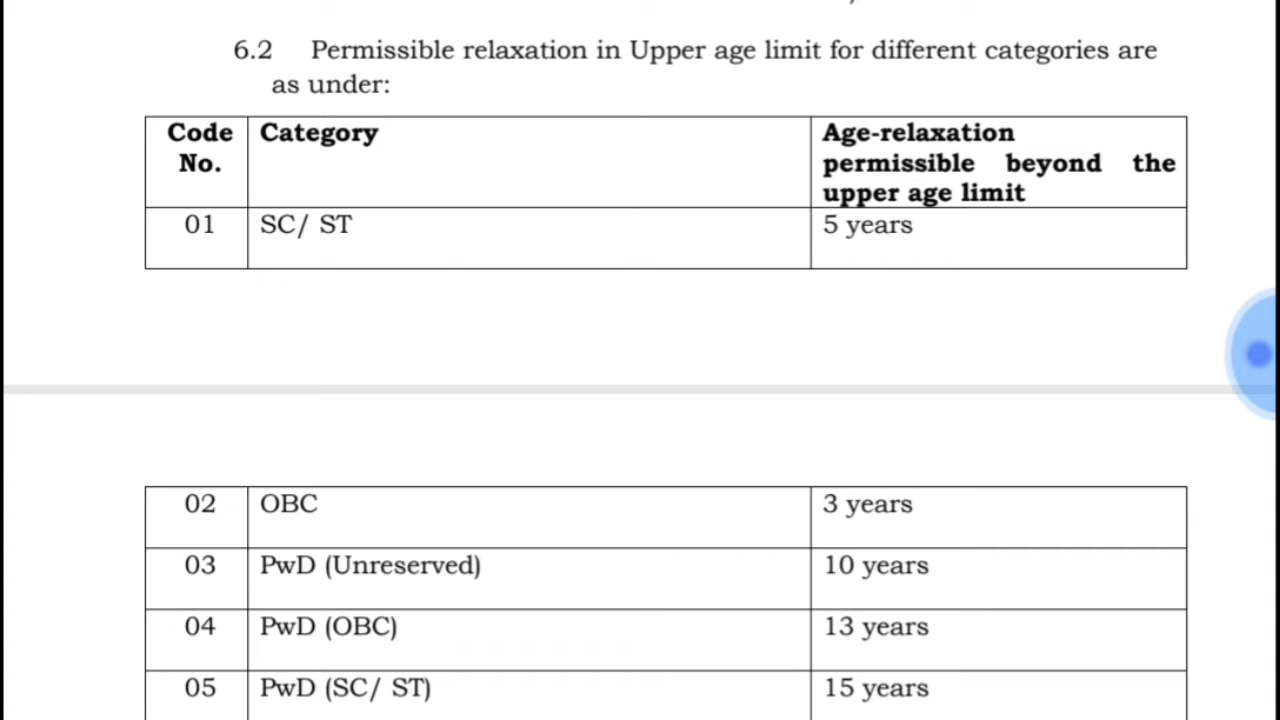 6.2 Permissible relaxation in Upper age limit for different categories are
as under:
Code No. Category Age-relaxation permissible beyond the upper age limit
01 SC/ ST 5 years
02 OBC 3 years
03 PwD (Unreserved) 10 years
04 PwD (OBC) 13 years
05 PwD (SC/ ST) 15 years